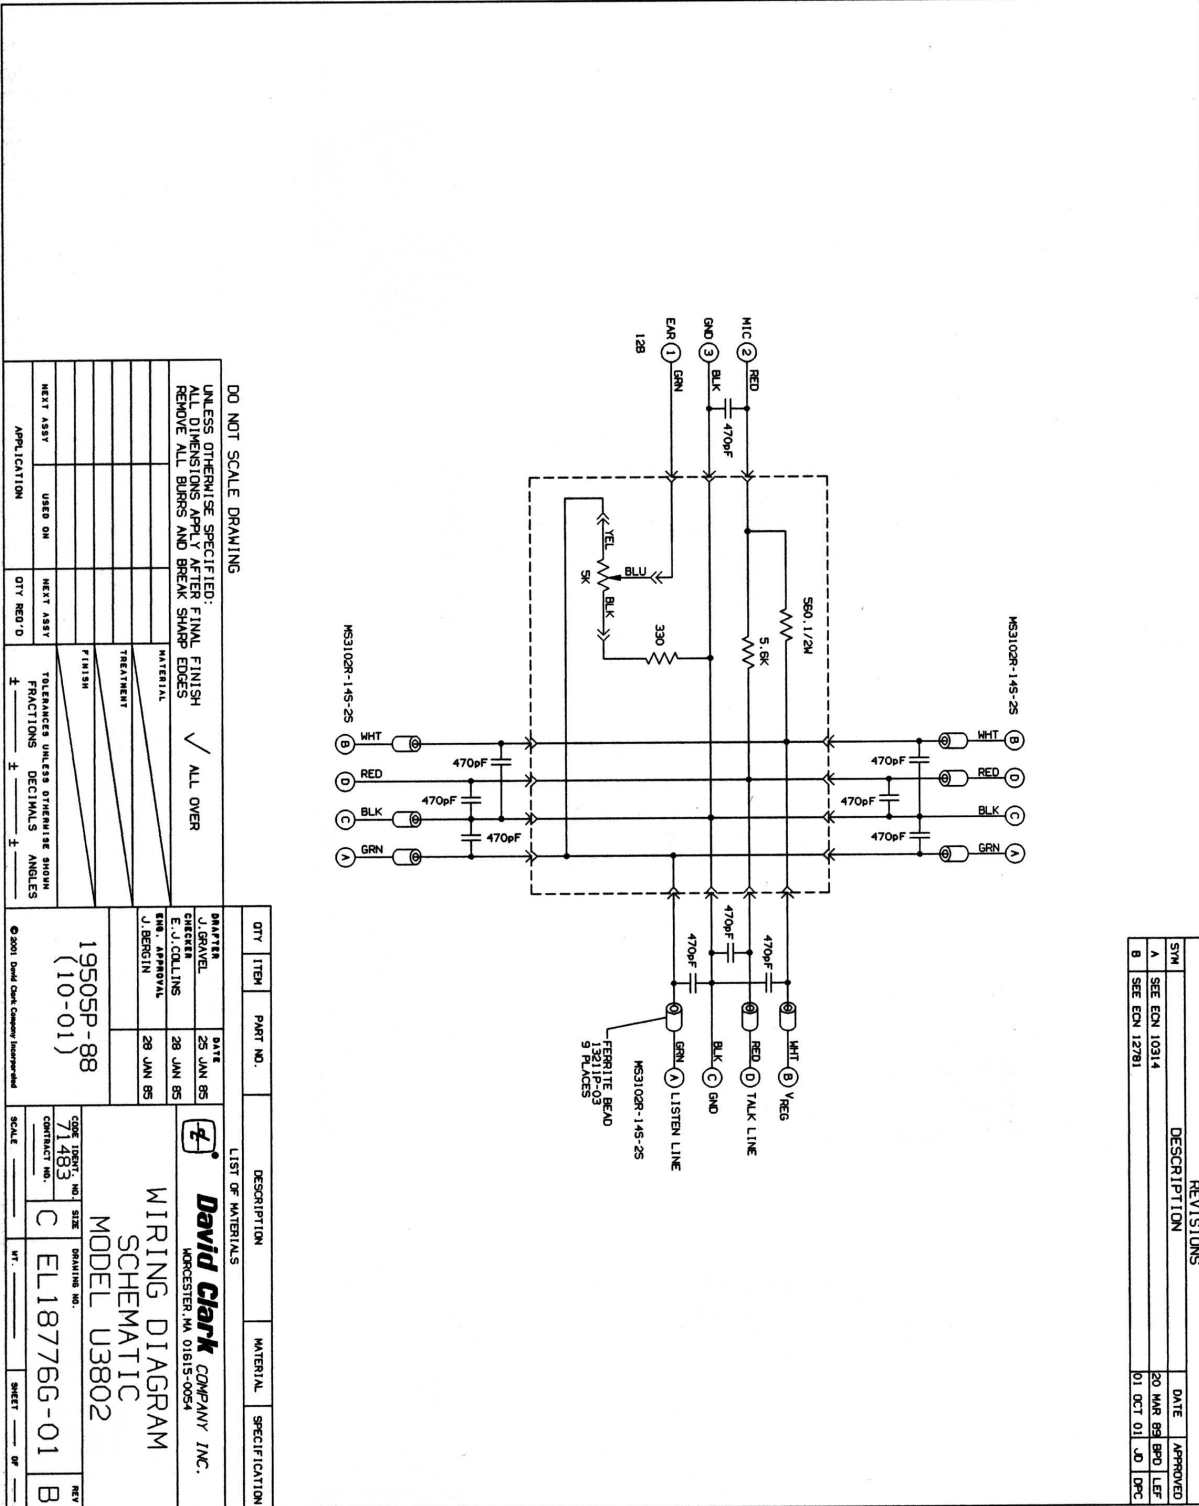 REVISIONS
SYM DESCRIPTION DATE APPROVED
A SEE ECN 10314 20 MAR 89 BPD LEF
B SEE ECN 12781 01 OCT 01 JD DPC
MS3102R-14S-2S
B WHT
D RED
C BLK
A GRN
470pF
470pF
470pF
MIC 2 RED
GND 3 BLK
EAR 1 GRN
128
470pF
560.1/2W
5.6K
330
YEL
BLU
BLK
5K
MS3102R-14S-2S
B WHT
D RED
C BLK
A GRN
470pF
470pF
470pF
470pF
470pF
470pF
WHT B VREG
RED D TALK LINE
BLK C GND
GRN A LISTEN LINE
MS3102R-14S-2S
FERRITE BEAD
13211P-03
9 PLACES
DO NOT SCALE DRAWING
UNLESS OTHERWISE SPECIFIED:
ALL DIMENSIONS APPLY AFTER FINAL FINISH
REMOVE ALL BURRS AND BREAK SHARP EDGES
√ ALL OVER
MATERIAL
TREATMENT
FINISH
NEXT ASSY USED ON NEXT ASSY
APPLICATION QTY REQ'D
TOLERANCES UNLESS OTHERWISE SHOWN
FRACTIONS DECIMALS ANGLES
± ± ±
QTY ITEM PART NO. DESCRIPTION MATERIAL SPECIFICATION
LIST OF MATERIALS
DRAFTER DATE
J.GRAVEL 25 JAN 85
CHECKER
E.J.COLLINS 28 JAN 85
ENG. APPROVAL
J.BERGIN 28 JAN 85
19505P-88
(10-01)
© 2001 David Clark Company Incorporated
David Clark COMPANY INC.
WORCESTER,MA 01615-0054
WIRING DIAGRAM
SCHEMATIC
MODEL U3802
CODE IDENT. NO. SIZE DRAWING NO. REV
71483 C EL18776G-01 B
CONTRACT NO.
SCALE WT. SHEET OF